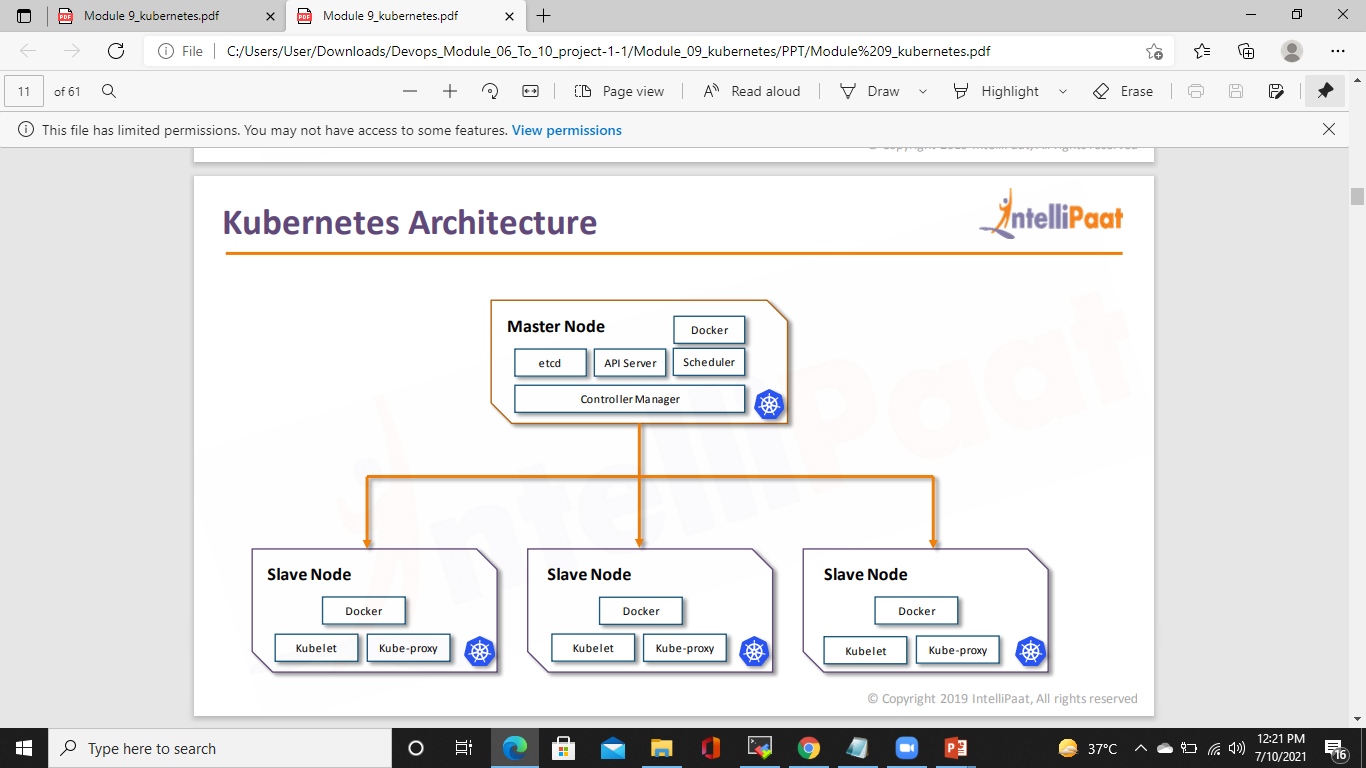 Module 9_kubernetes.pdf
Module 9_kubernetes.pdf
File
C:/Users/User/Downloads/Devops_Module_06_To_10_project-1-1/Module_09_kubernetes/PPT/Module%209_kubernetes.pdf
11 of 61
Page view
Read aloud
Draw
Highlight
Erase
This file has limited permissions. You may not have access to some features. View permissions
Kubernetes Architecture
IntelliPaat
Master Node
Docker
etcd
API Server
Scheduler
Controller Manager
Slave Node
Docker
Kubelet
Kube-proxy
Slave Node
Docker
Kubelet
Kube-proxy
Slave Node
Docker
Kubelet
Kube-proxy
© Copyright 2019 IntelliPaat, All rights reserved
Type here to search
37°C
12:21 PM
7/10/2021
16